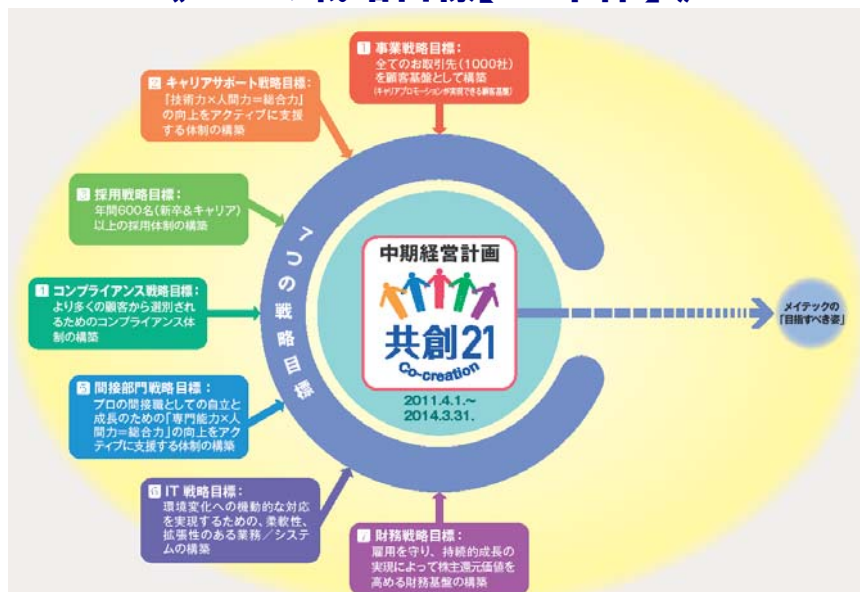 1 事業戦略目標：
全てのお取引先(1000社)
を顧客基盤として構築
(キャリアプロモーションが実現できる顧客基盤)
2 キャリアサポート戦略目標：
「技術力×人間力=総合力」
の向上をアクティブに支援
する体制の構築
3 採用戦略目標：
年間600名(新卒&キャリア)
以上の採用体制の構築
コンプライアンス戦略目標：
より多くの顧客から選別され
るためのコンプライアンス体
制の構築
5 間接部門戦略目標：
プロの間接職としての自立と
成長のための「専門能力×人
間力=総合力」の向上をアク
ティブに支援する体制の構築
6 IT 戦略目標：
環境変化への機動的な対応
を実現するための、柔軟性、
拡張性のある業務／システ
ムの構築
7 財務戦略目標：
雇用を守り、持続的成長の
実現によって株主還元価値を
高める財務基盤の構築
7つの戦略目標
中期経営計画
共創21
Co-creation
2011.4.1.～
2014.3.31.
メイテックの
「目指すべき姿」